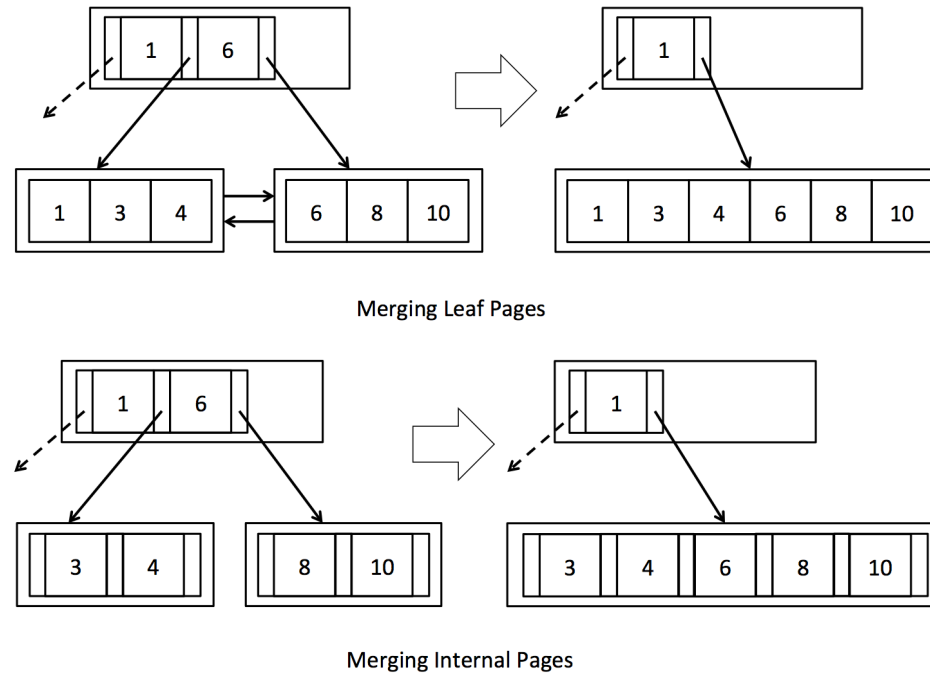 1 6 1
1 3 4 6 8 10 1 3 4 6 8 10
Merging Leaf Pages
1 6 1
3 4 8 10 3 4 6 8 10
Merging Internal Pages